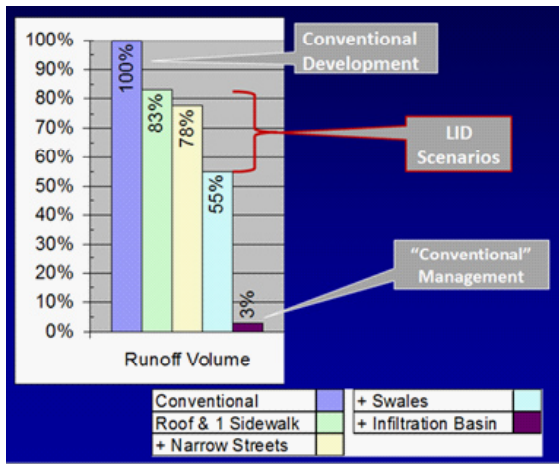 100%
90%
80%
70%
60%
50%
40%
30%
20%
10%
0%
100%
83%
78%
55%
3%
Runoff Volume
Conventional
Development
LID
Scenarios
“Conventional”
Management
Conventional
Roof & 1 Sidewalk
+ Narrow Streets
+ Swales
+ Infiltration Basin